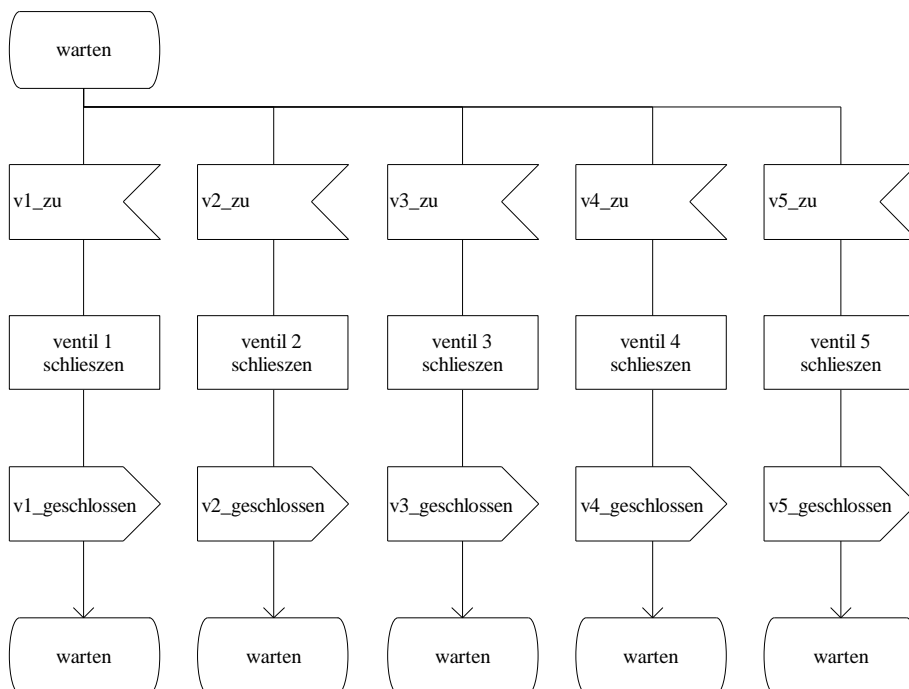 warten
v1_zu
v2_zu
v3_zu
v4_zu
v5_zu
ventil 1
schlieszen
ventil 2
schlieszen
ventil 3
schlieszen
ventil 4
schlieszen
ventil 5
schlieszen
v1_geschlossen
v2_geschlossen
v3_geschlossen
v4_geschlossen
v5_geschlossen
warten
warten
warten
warten
warten